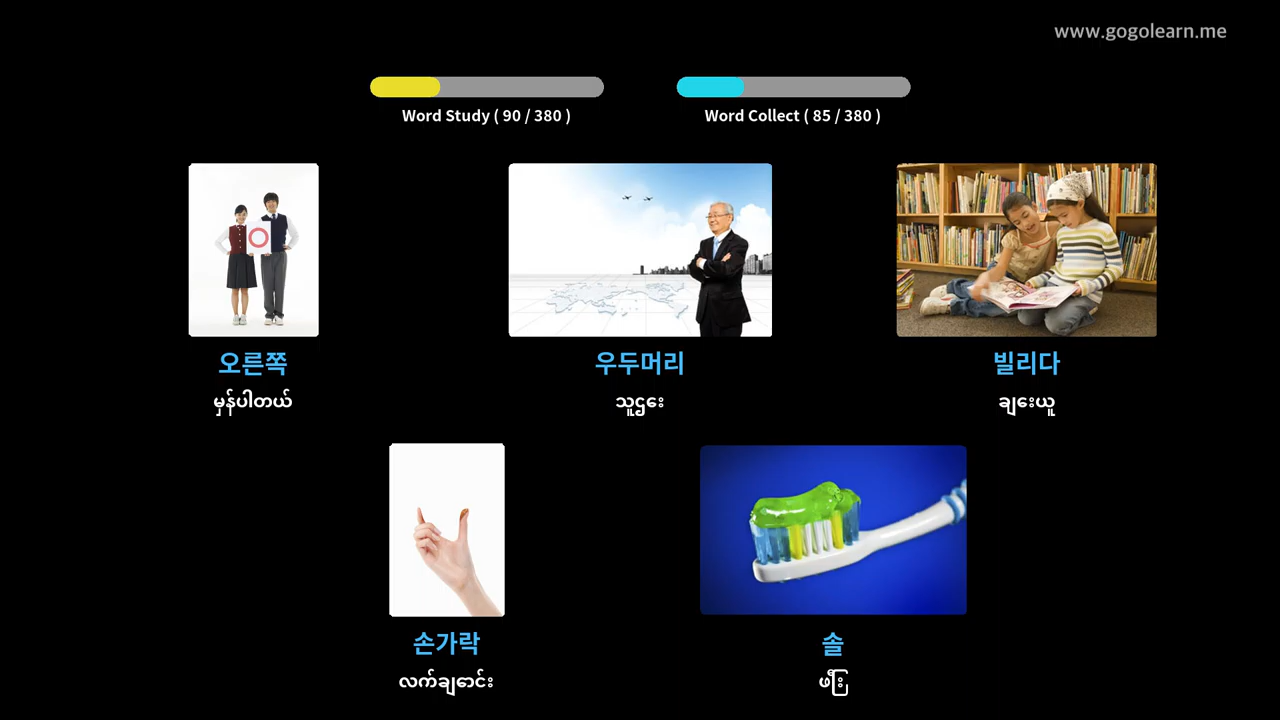 www.gogolearn.me
Word Study ( 90 / 380 )
Word Collect ( 85 / 380 )
오른쪽
မှန်ပါတယ်
우두머리
သူဌေး
빌리다
ချေးယူ
손가락
လက်ချောင်း
솔